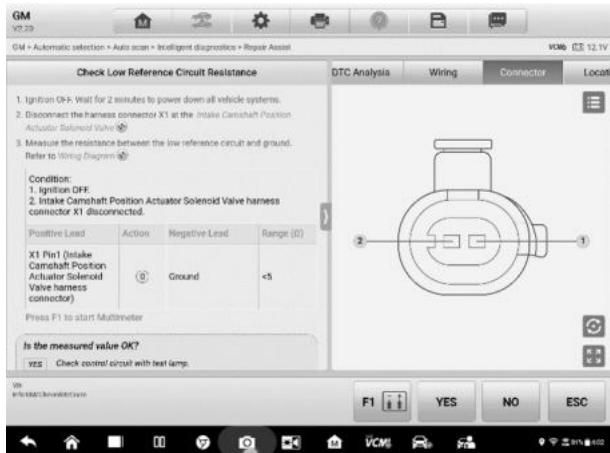 GM
V2.20
GM > Automatic selection > Auto scan > Intelligent diagnostics > Repair Assist
VCMI 12.1V
Check Low Reference Circuit Resistance
DTC Analysis
Wiring
Connector
Locat
1. Ignition OFF. Wait for 2 minutes to power down all vehicle systems.
2. Disconnect the harness connector X1 at the Intake Camshaft Position
Actuator Solenoid Valve
3. Measure the resistance between the low reference circuit and ground.
Refer to Wiring Diagram
Condition:
1. Ignition OFF.
2. Intake Camshaft Position Actuator Solenoid Valve harness
connector X1 disconnected.
Positive Lead Action Negative Lead Range (Ω)
X1 Pin1 (Intake
Camshaft Position
Actuator Solenoid
Valve harness
connector)
Ω
Ground
<5
Press F1 to start Multimeter
Is the measured value OK?
YES Check control circuit with test lamp.
2
1
F1
YES
NO
ESC
VCMI
4:02